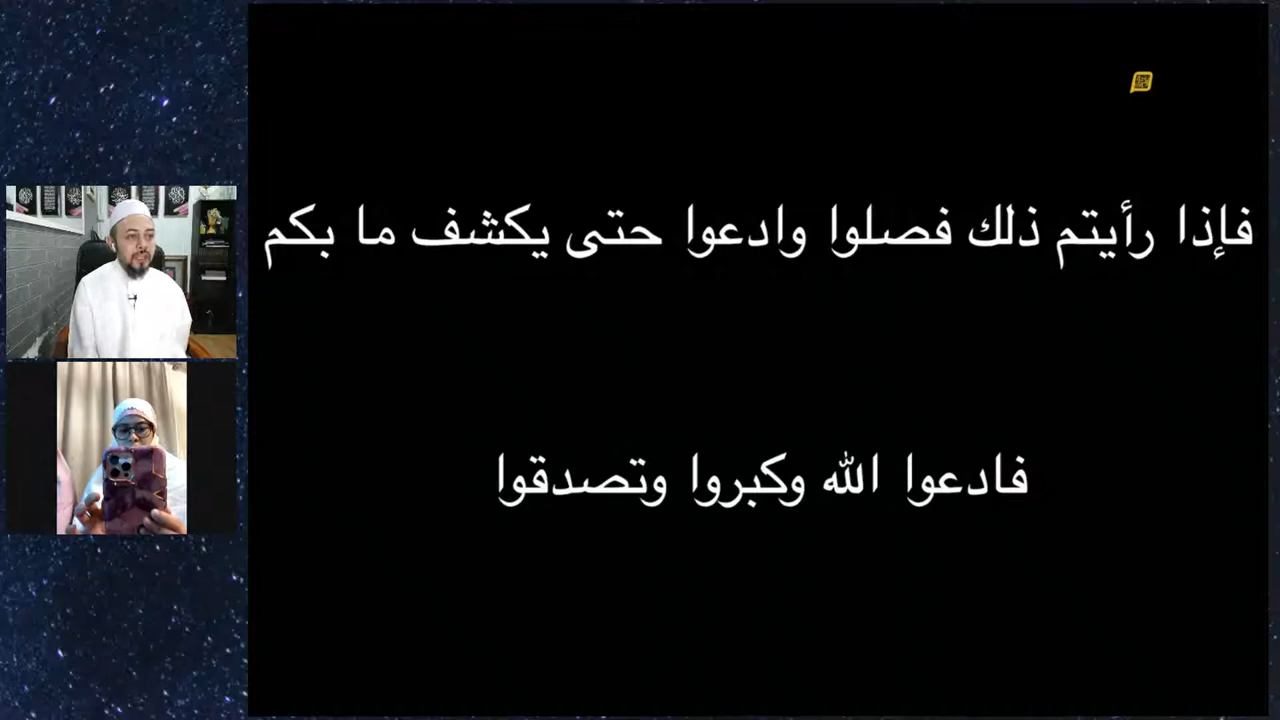 فإذا رأيتم ذلك فصلوا وادعوا حتى يكشف ما بكم
فادعوا الله وكبروا وتصدقوا